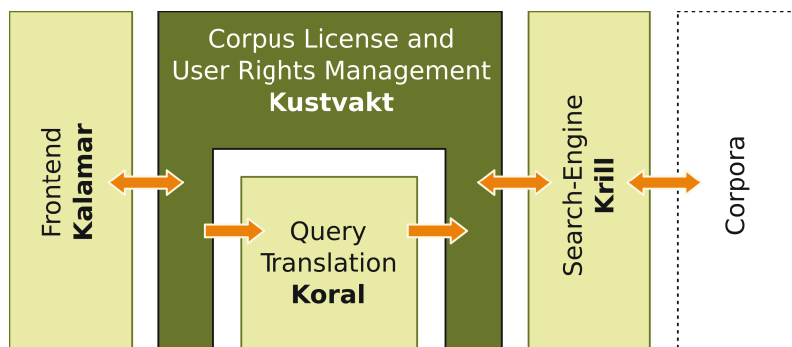 Frontend
Kalamar
Corpus License and
User Rights Management
Kustvakt
Query
Translation
Koral
Search-Engine
Krill
Corpora